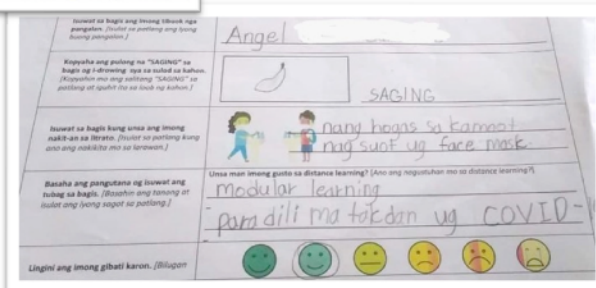 Isuwat sa bagis ang imong tibuok nga
pangalan. [Isulat sa patlang ang iyong
buong pangalan.]
Angel
Kopyaha ang pulong na "SAGING" sa
bagis ug i-drowing sya sa sulod sa kahon.
[Kopyahin mo ang salitang "SAGING" sa
patlang at iguhit ito sa loob ng kahon.]
SAGING
Isuwat sa bagis kung unsa ang imong
nakit-an sa litrato. [Isulat sa patlang kung
ano ang nakikita mo sa larawan.]
nang hogas sa kammot
nag suot ug face mask
Basaha ang pangutana og isuwat ang
tubag sa bagis. [Basahin ang tanong at
isulat ang iyong sagot sa patlang.]
Unsa man imong gusto sa distance learning? [Ano ang nagustuhan mo sa distance learning?]
modular learning
para dili ma takdan ug COVID-
Lingini ang imong gibati karon. [Bilugan